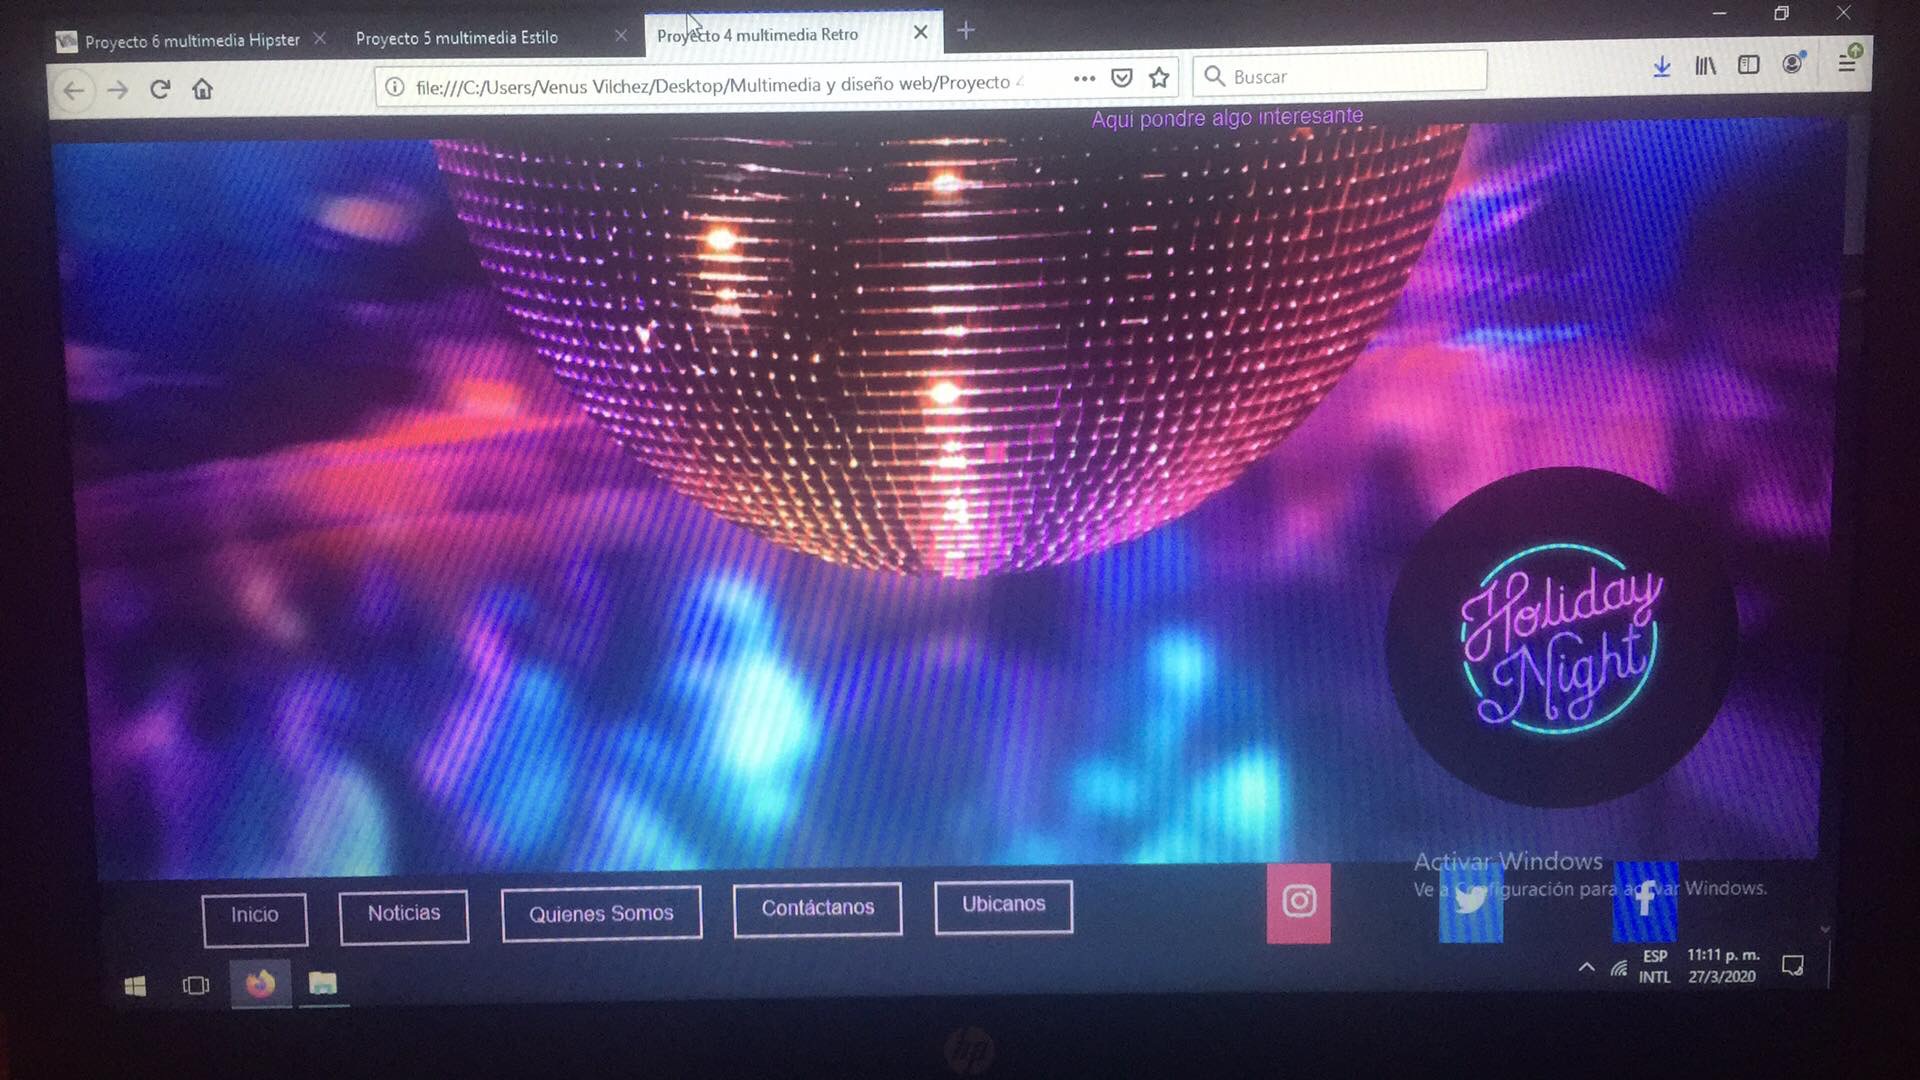 Proyecto 6 multimedia Hipster
Proyecto 5 multimedia Estilo
Proyecto 4 multimedia Retro
file:///C:/Users/Venus Vilchez/Desktop/Multimedia y diseño web/Proyecto
Buscar
Aqui pondre algo interesante
Holiday
Night
Activar Windows
Ve a Configuración para activar Windows.
Inicio
Noticias
Quienes Somos
Contáctanos
Ubicanos
ESP
INTL
11:11 p. m.
27/3/2020
hp